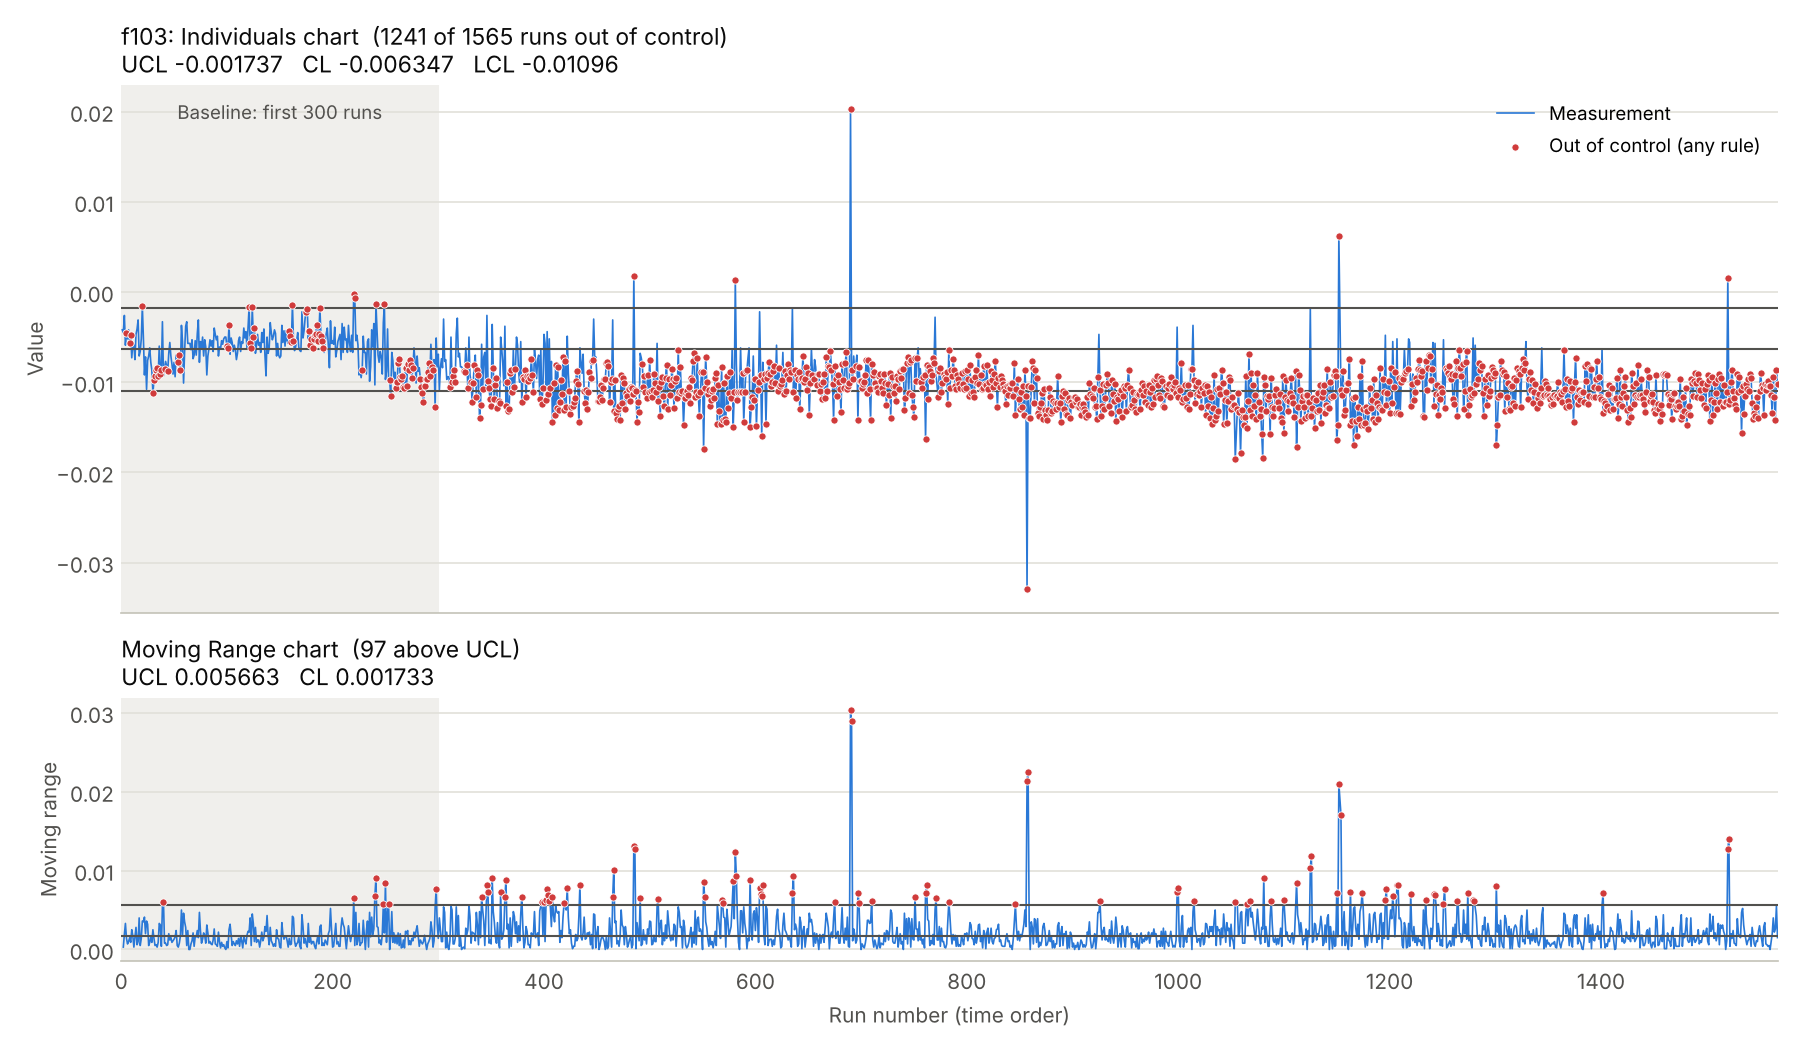 f103: Individuals chart  (1241 of 1565 runs out of control)
UCL -0.001737   CL -0.006347   LCL -0.01096
Baseline: first 300 runs
Measurement
Out of control (any rule)
0.02
0.01
0.00
−0.01
−0.02
−0.03
Value
Moving Range chart  (97 above UCL)
UCL 0.005663   CL 0.001733
0.03
0.02
0.01
0.00
Moving range
0 200 400 600 800 1000 1200 1400
Run number (time order)